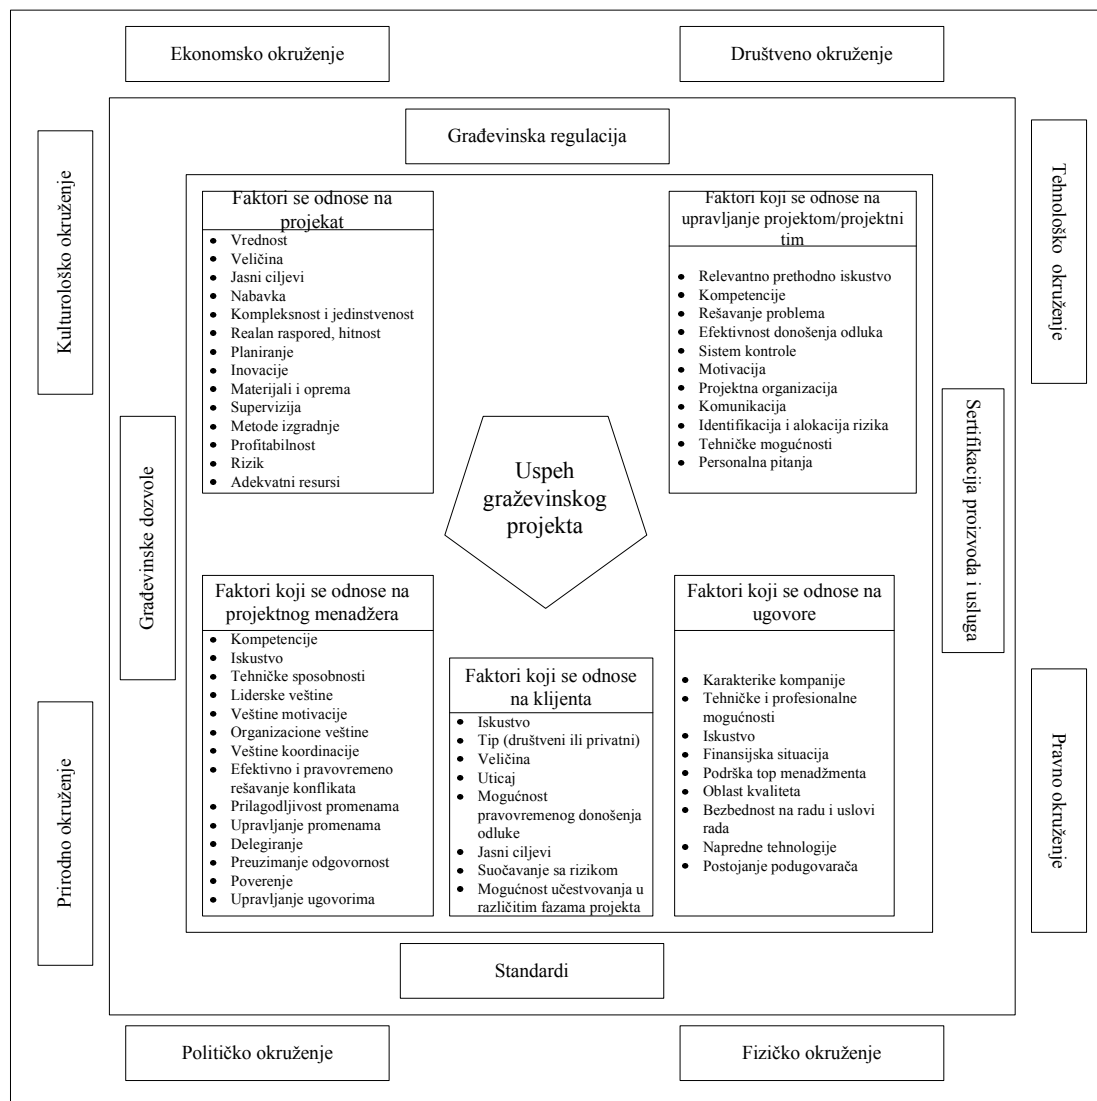 Ekonomsko okruženje
Društveno okruženje
Građevinska regulacija
Kulturološko okruženje
Tehnološko okruženje
Faktori se odnose na
projekat
Vrednost
Veličina
Jasni ciljevi
Nabavka
Kompleksnost i jedinstvenost
Realan raspored, hitnost
Planiranje
Inovacije
Materijali i oprema
Supervizija
Metode izgradnje
Profitabilnost
Rizik
Adekvatni resursi
Faktori koji se odnose na
upravljanje projektom/projektni
tim
Relevantno prethodno iskustvo
Kompetencije
Rešavanje problema
Efektivnost donošenja odluka
Sistem kontrole
Motivacija
Projektna organizacija
Komunikacija
Identifikacija i alokacija rizika
Tehničke mogućnosti
Personalna pitanja
Građevinske dozvole
Uspeh
graževinskog
projekta
Sertifikacija proizvoda i usluga
Faktori koji se odnose na
projektnog menadžera
Kompetencije
Iskustvo
Tehničke sposobnosti
Liderske veštine
Veštine motivacije
Organizacione veštine
Veštine koordinacije
Efektivno i pravovremeno
rešavanje konflikata
Prilagodljivost promenama
Upravljanje promenama
Delegiranje
Preuzimanje odgovornost
Poverenje
Upravljanje ugovorima
Faktori koji se odnose
na klijenta
Iskustvo
Tip (društveni ili privatni)
Veličina
Uticaj
Mogućnost
pravovremenog donošenja
odluke
Jasni ciljevi
Suočavanje sa rizikom
Mogućnost učestvovanja u
različitim fazama projekta
Faktori koji se odnose na
ugovore
Karakterike kompanije
Tehničke i profesionalne
mogućnosti
Iskustvo
Finansijska situacija
Podrška top menadžmenta
Oblast kvaliteta
Bezbednost na radu i uslovi
rada
Napredne tehnologije
Postojanje podugovarača
Prirodno okruženje
Pravno okruženje
Standardi
Političko okruženje
Fizičko okruženje